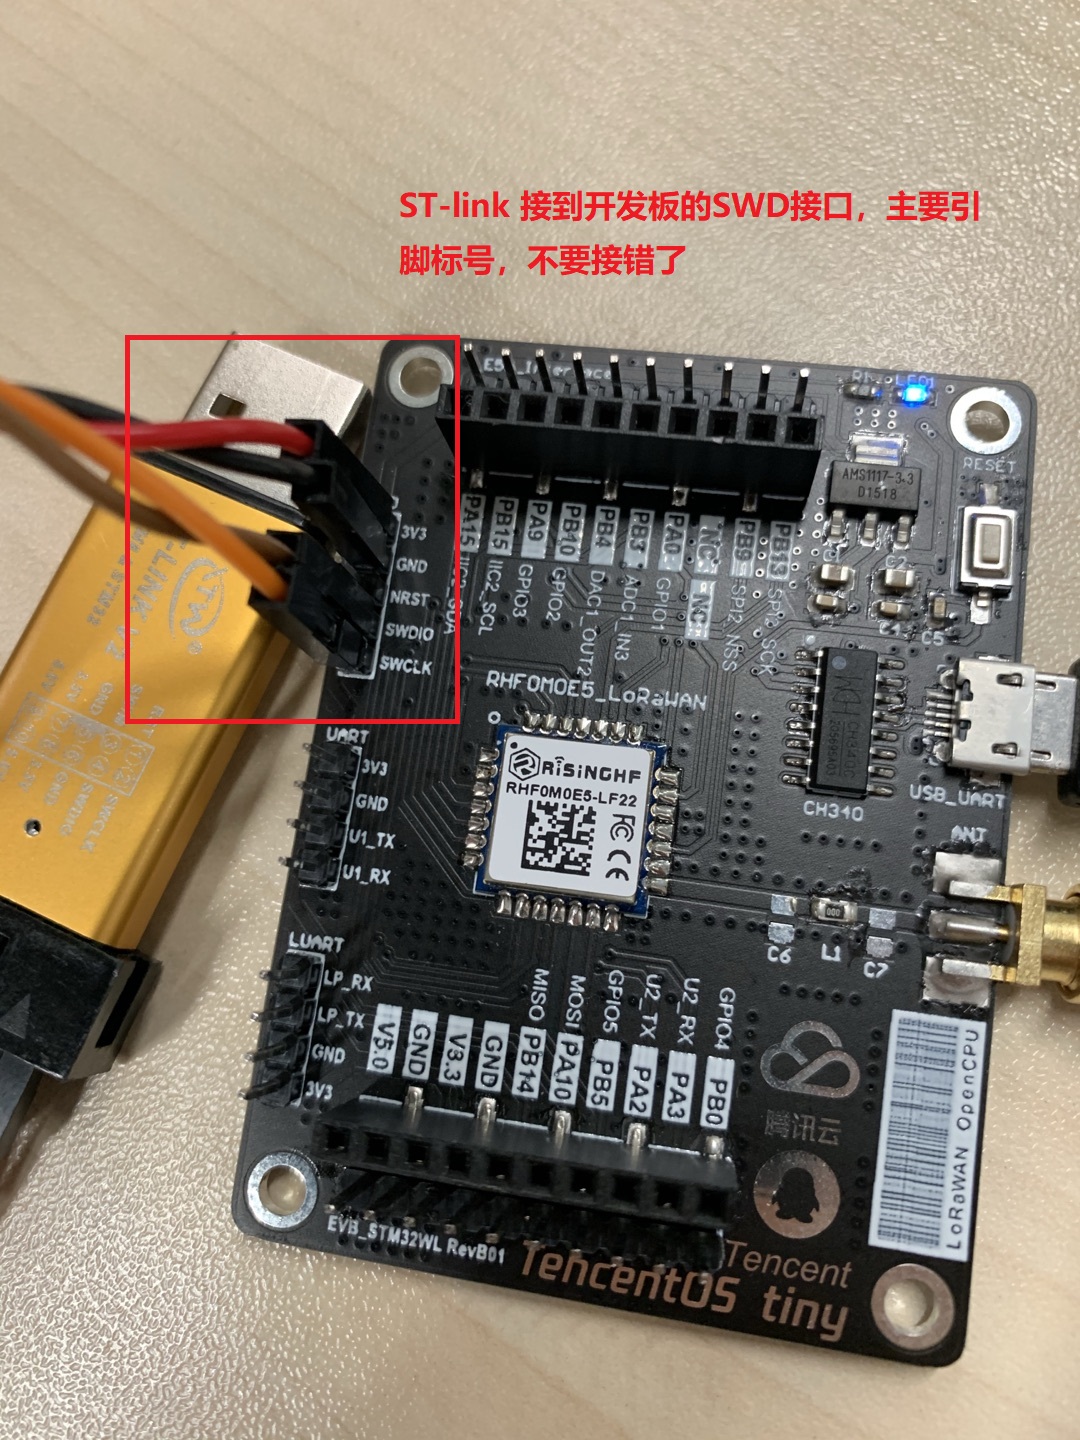 ST-link 接到开发板的SWD接口，主要引
脚标号，不要接错了
LED1
RESET
AMS1117-3.3
D1518
3V3
GND
NRST
SWDIO
SWCLK
PA15
PB15
PA9
PB10
PB4
PB3
PA0
NC
PB9
PB13
IIC2_SCL
GPIO3
GPIO2
DAC1_OUT2
ADC1_IN3
GPIO1
NC
SPI2_NSS
SCK
C5
RHF0M0E5_LoRaWAN
RiSiNGHF
RHF0M0E5-LF22
FC CE
CH340
USB_UART
ANT
UART
3V3
GND
U1_TX
U1_RX
C6
L1
C7
LUART
LP_RX
LP_TX
GND
3V3
MISO
MOSI
GPIO5
U2_TX
U2_RX
GPIO4
V5.0
GND
V3.3
GND
PB14
PA10
PB5
PA2
PA3
PB0
腾讯云
LoRaWAN OpenCPU
EVB_STM32WL RevB01
Tencent
TencentOS tiny